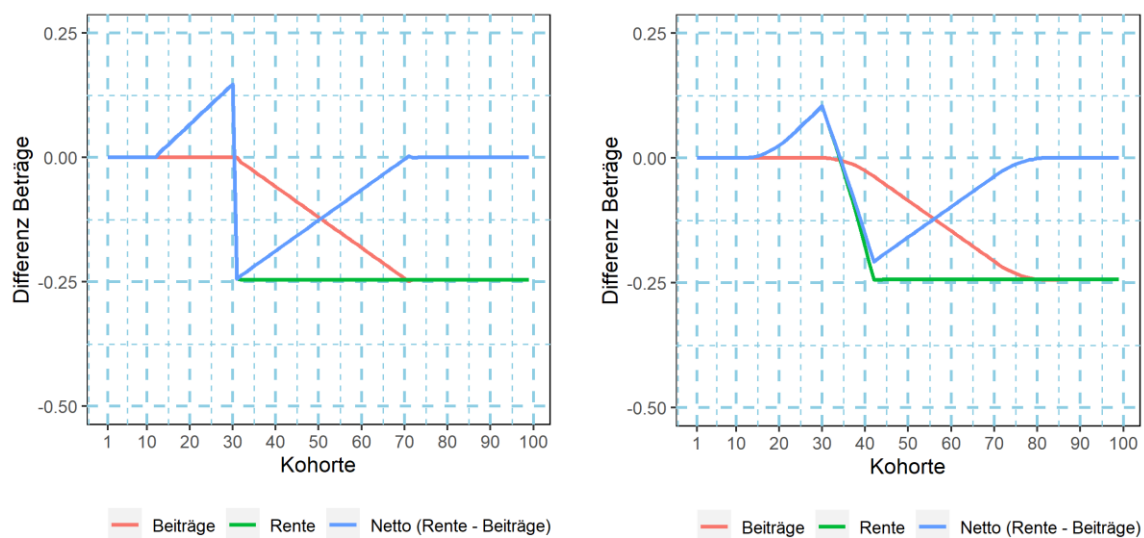 0.25
0.00
-0.25
-0.50
Differenz Beträge
1 10 20 30 40 50 60 70 80 90 100
Kohorte
Beiträge Rente Netto (Rente - Beiträge)
0.25
0.00
-0.25
-0.50
Differenz Beträge
1 10 20 30 40 50 60 70 80 90 100
Kohorte
Beiträge Rente Netto (Rente - Beiträge)